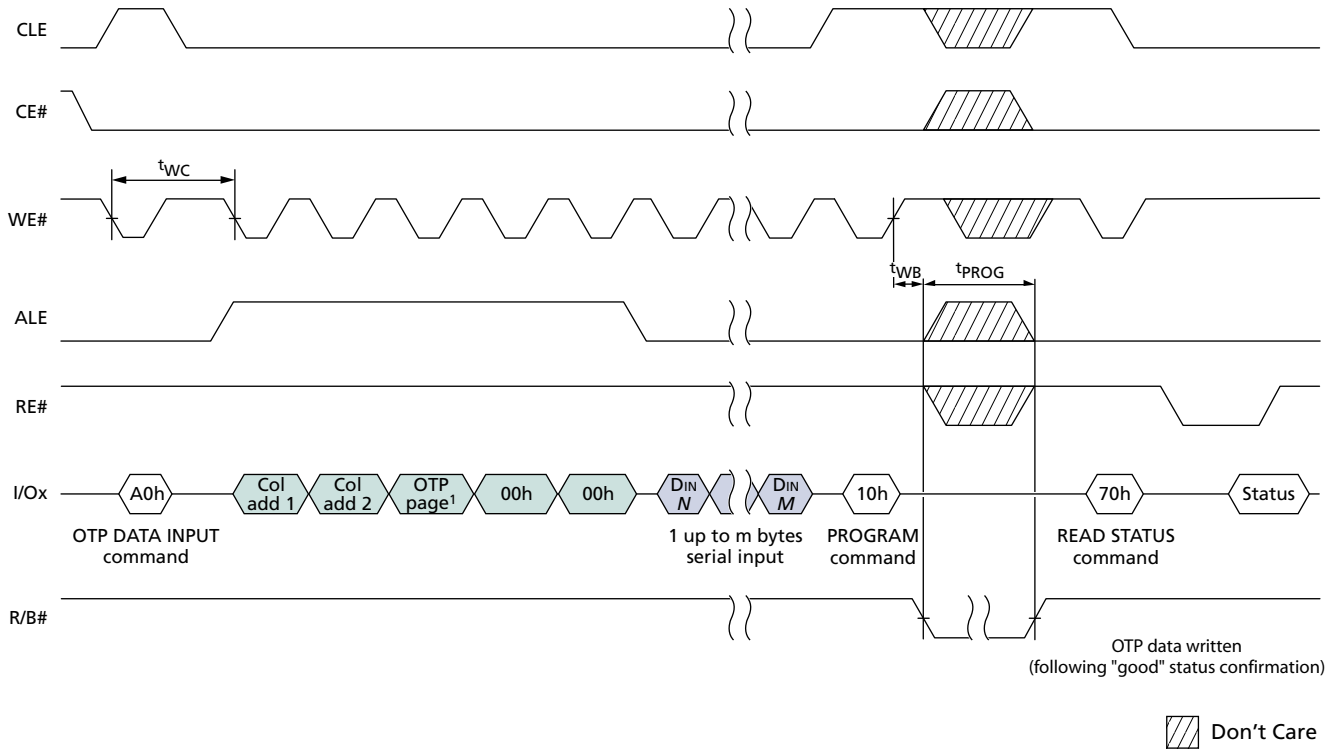 CLE
CE#
tWC
WE#
tWB
tPROG
ALE
RE#
I/Ox
A0h
Col
add 1
Col
add 2
OTP
page1
00h
00h
DIN
N
DIN
M
10h
70h
Status
OTP DATA INPUT
command
1 up to m bytes
serial input
PROGRAM
command
READ STATUS
command
R/B#
OTP data written
(following "good" status confirmation)
Don't Care